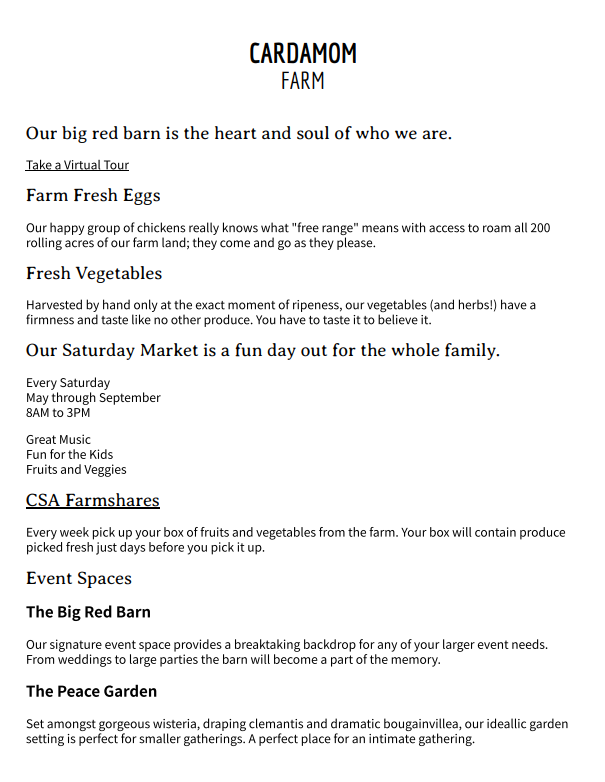 CARDAMOM
FARM
Our big red barn is the heart and soul of who we are.
Take a Virtual Tour
Farm Fresh Eggs
Our happy group of chickens really knows what "free range" means with access to roam all 200
rolling acres of our farm land; they come and go as they please.
Fresh Vegetables
Harvested by hand only at the exact moment of ripeness, our vegetables (and herbs!) have a
firmness and taste like no other produce. You have to taste it to believe it.
Our Saturday Market is a fun day out for the whole family.
Every Saturday
May through September
8AM to 3PM
Great Music
Fun for the Kids
Fruits and Veggies
CSA Farmshares
Every week pick up your box of fruits and vegetables from the farm. Your box will contain produce
picked fresh just days before you pick it up.
Event Spaces
The Big Red Barn
Our signature event space provides a breaktaking backdrop for any of your larger event needs.
From weddings to large parties the barn will become a part of the memory.
The Peace Garden
Set amongst gorgeous wisteria, draping clemantis and dramatic bougainvillea, our ideallic garden
setting is perfect for smaller gatherings. A perfect place for an intimate gathering.